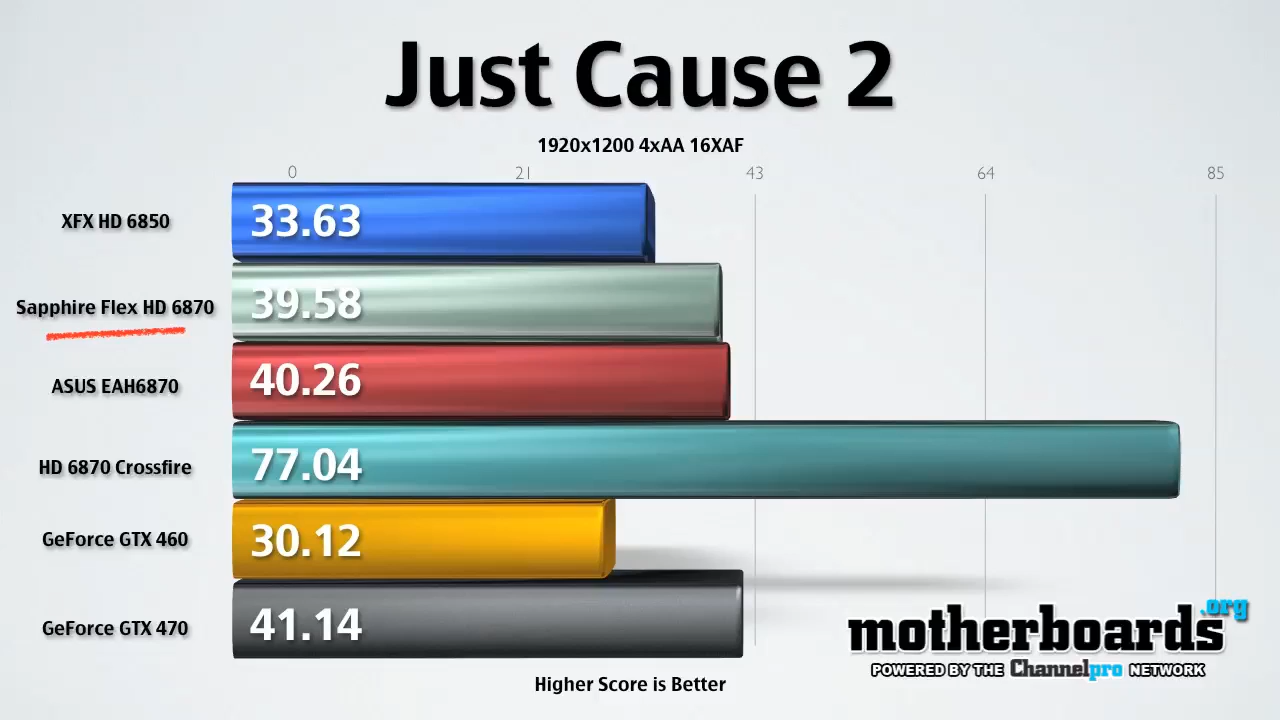 Just Cause 2
1920x1200 4xAA 16XAF
0 21 43 64 85
XFX HD 6850 33.63
Sapphire Flex HD 6870 39.58
ASUS EAH6870 40.26
HD 6870 Crossfire 77.04
GeForce GTX 460 30.12
GeForce GTX 470 41.14
motherboards.org
POWERED BY THE Channelpro NETWORK
Higher Score is Better